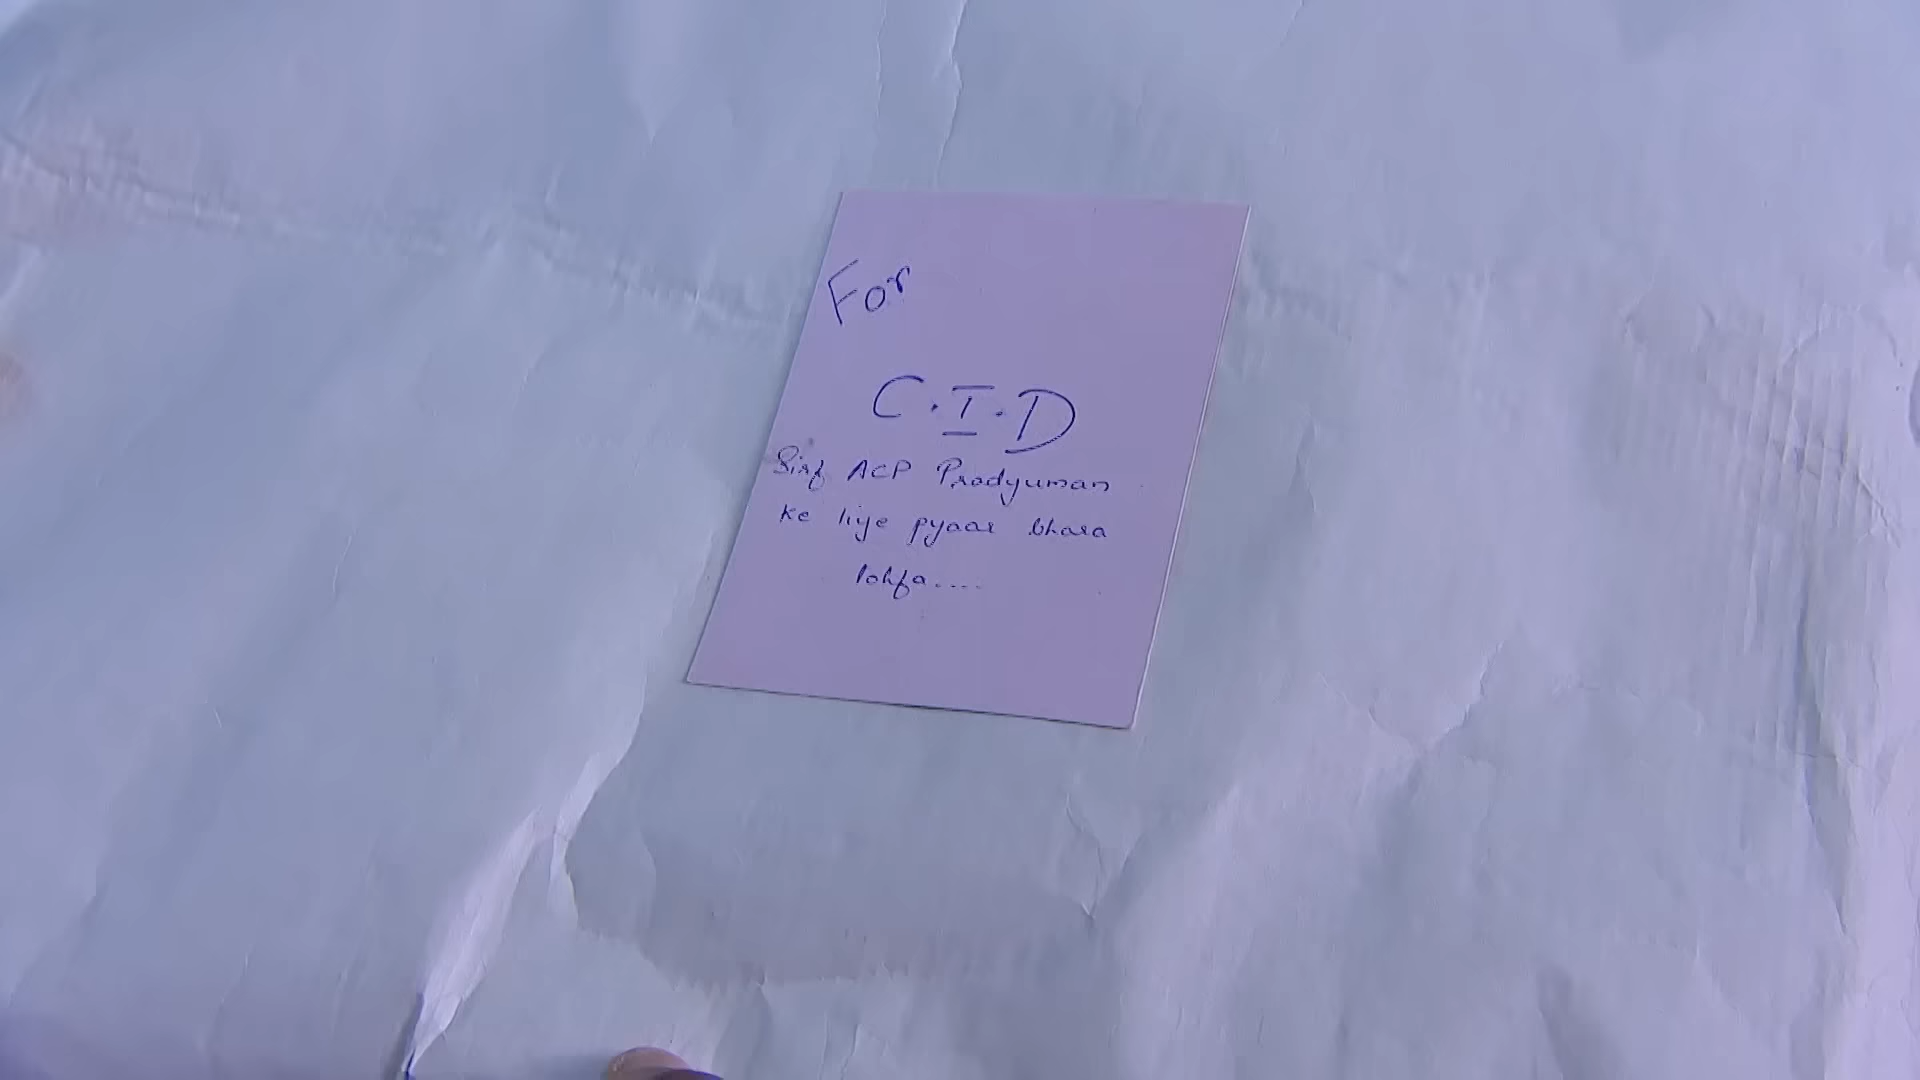 For
C.I.D
Sirf ACP Pradyuman
ke liye pyaar bhara
tohfa....